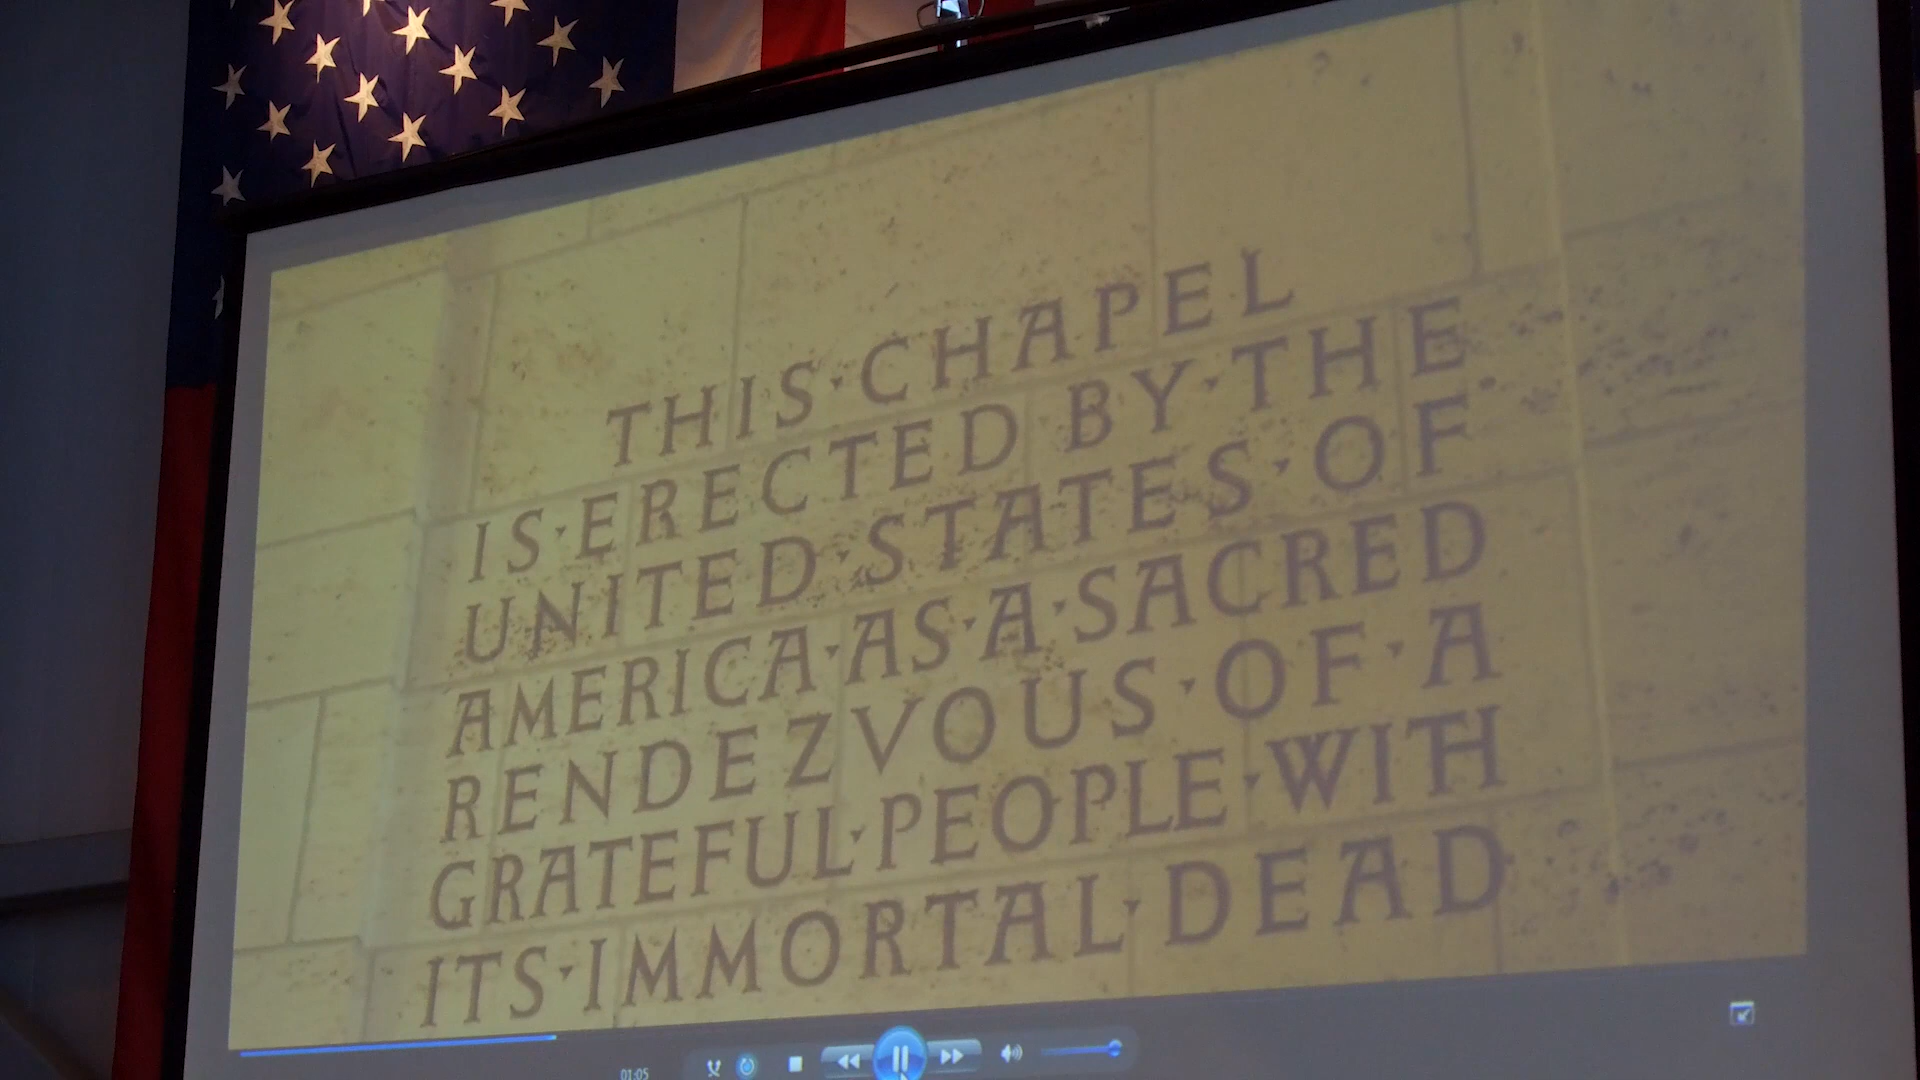 THIS·CHAPEL
IS·ERECTED BY·THE
UNITED·STATES·OF
AMERICA·AS·A·SACRED
RENDEZVOUS·OF·A
GRATEFUL·PEOPLE·WITH
ITS·IMMORTAL·DEAD
01:05